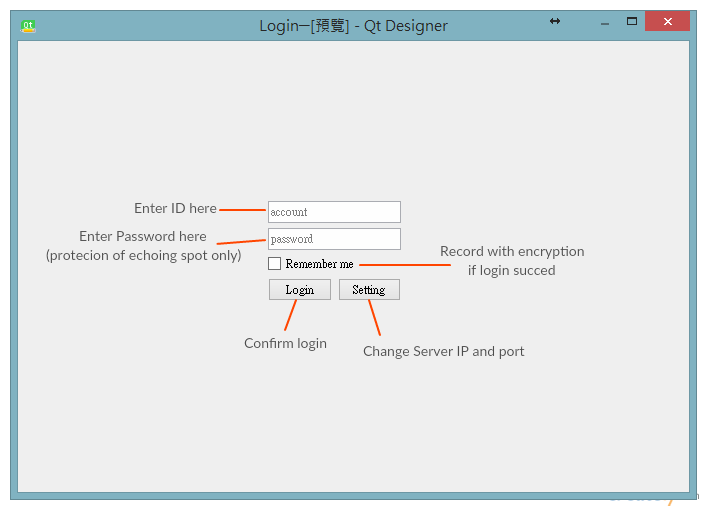 Qt
Login─[預覽] - Qt Designer
Enter ID here
account
Enter Password here
(protecion of echoing spot only)
password
Remember me
Record with encryption
if login succed
Login
Setting
Confirm login
Change Server IP and port